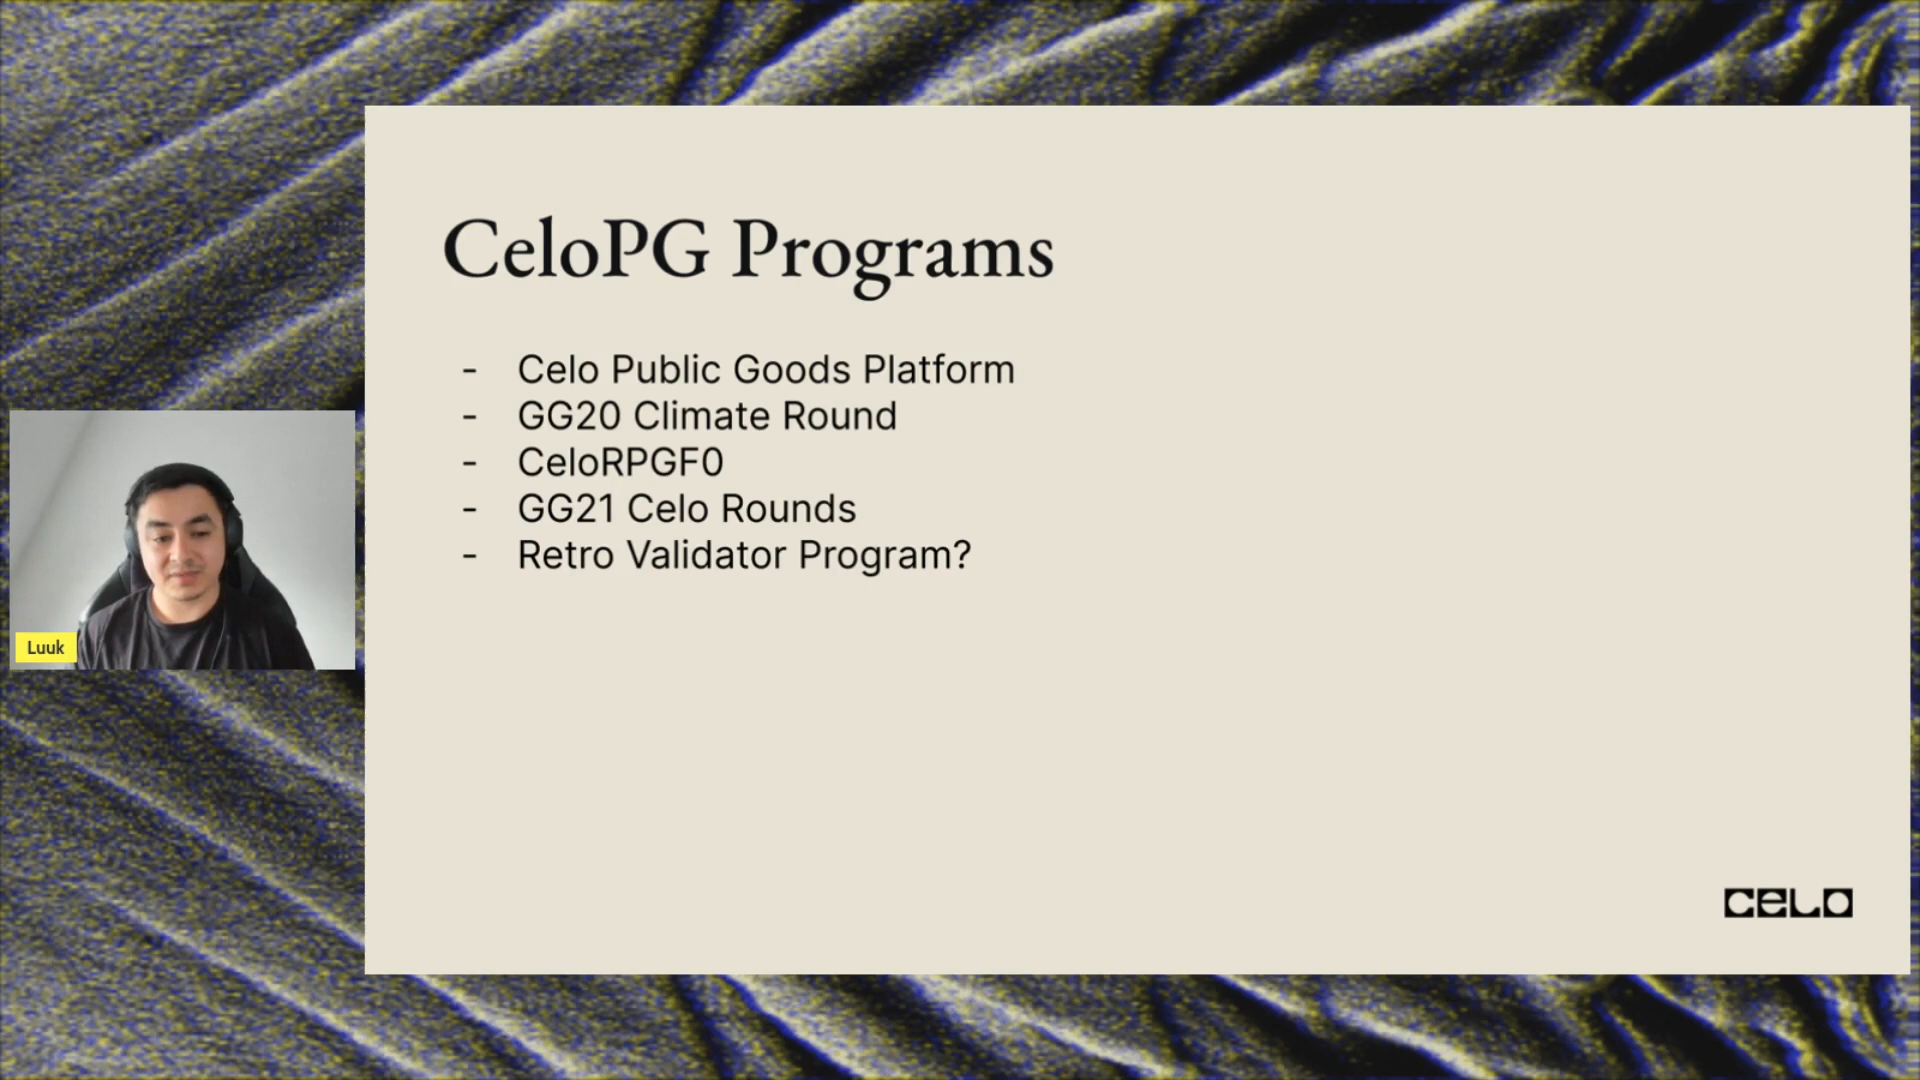 CeloPG Programs
- Celo Public Goods Platform
- GG20 Climate Round
- CeloRPGF0
- GG21 Celo Rounds
- Retro Validator Program?
Luuk
CELO